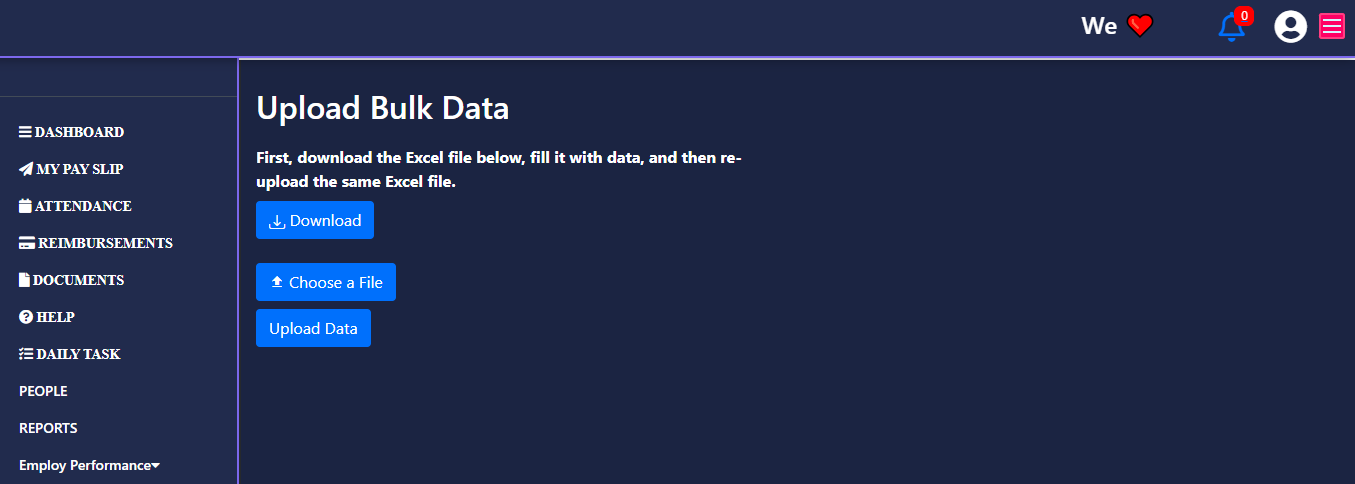 We
0
DASHBOARD
MY PAY SLIP
ATTENDANCE
REIMBURSEMENTS
DOCUMENTS
HELP
DAILY TASK
PEOPLE
REPORTS
Employ Performance
Upload Bulk Data
First, download the Excel file below, fill it with data, and then re-
upload the same Excel file.
Download
Choose a File
Upload Data